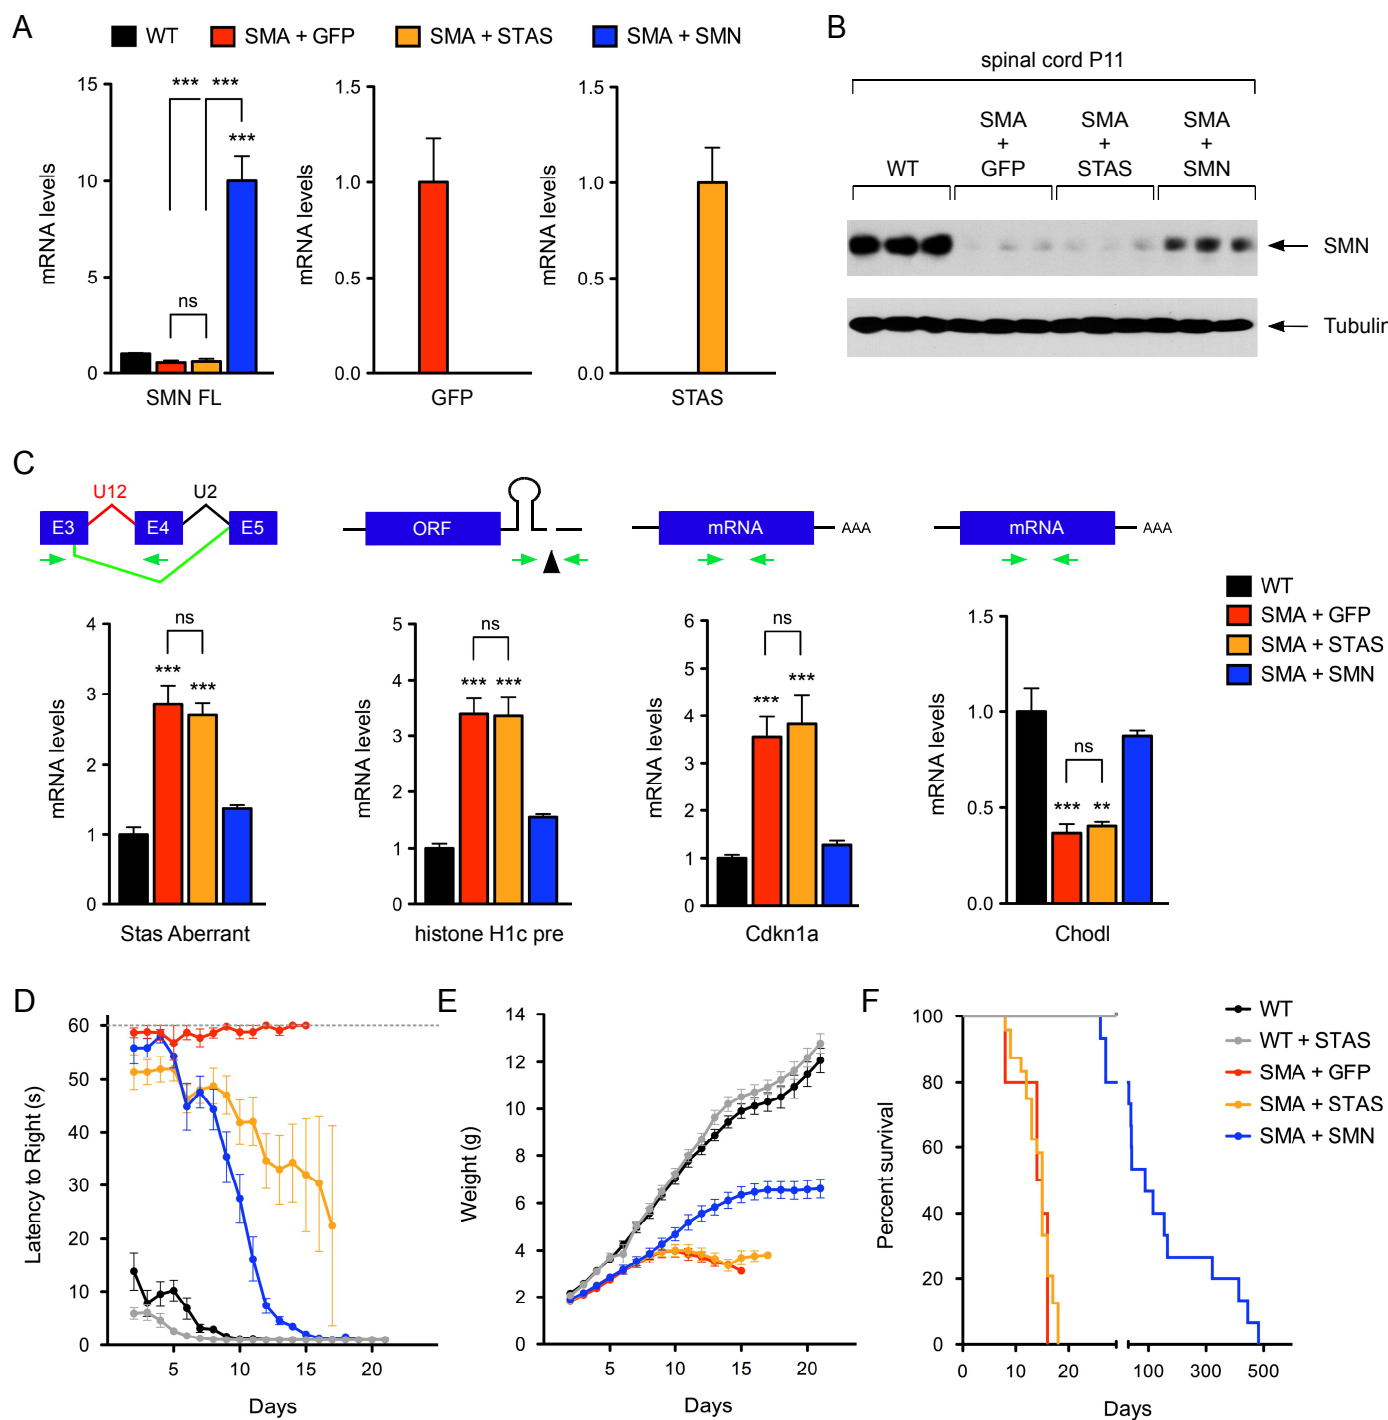 A
WT
SMA + GFP
SMA + STAS
SMA + SMN
mRNA levels
15
10
5
0
***
***
***
ns
SMN FL
mRNA levels
1.5
1.0
0.5
0.0
GFP
mRNA levels
1.5
1.0
0.5
0.0
STAS
B
spinal cord P11
WT
SMA + GFP
SMA + STAS
SMA + SMN
SMN
Tubulin
C
U12
U2
E3
E4
E5
ORF
mRNA
AAA
mRNA
AAA
WT
SMA + GFP
SMA + STAS
SMA + SMN
mRNA levels
4
3
2
1
0
ns
***
***
Stas Aberrant
mRNA levels
5
4
3
2
1
0
ns
***
***
histone H1c pre
mRNA levels
6
5
4
3
2
1
0
ns
***
***
Cdkn1a
mRNA levels
1.5
1.0
0.5
0.0
ns
***
**
Chodl
D
Latency to Right (s)
60
50
40
30
20
10
0
5
10
15
20
Days
E
Weight (g)
14
12
10
8
6
4
2
0
5
10
15
20
Days
F
Percent survival
100
80
60
40
20
0
0
10
20
100
300
500
Days
WT
WT + STAS
SMA + GFP
SMA + STAS
SMA + SMN